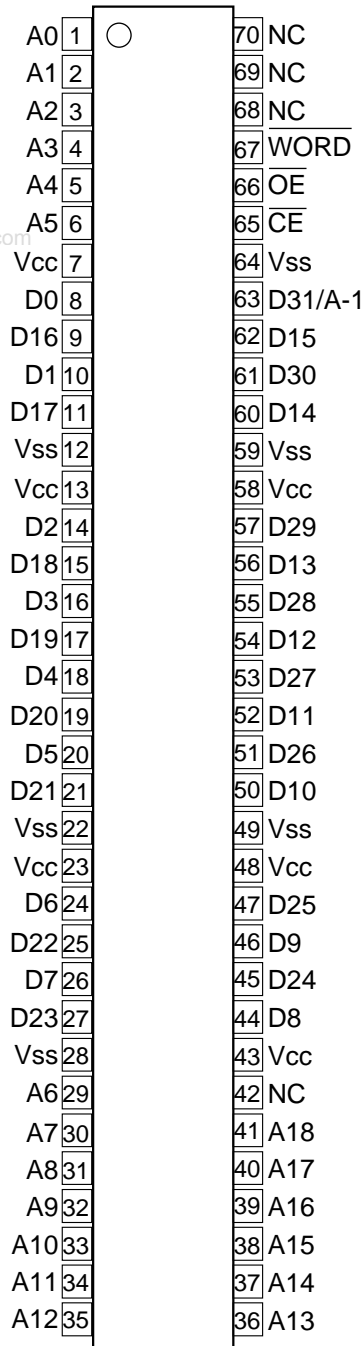 A0 1 70 NC
A1 2 69 NC
A2 3 68 NC
A3 4 67 WORD
A4 5 66 OE
A5 6 65 CE
com
Vcc 7 64 Vss
D0 8 63 D31/A-1
D16 9 62 D15
D1 10 61 D30
D17 11 60 D14
Vss 12 59 Vss
Vcc 13 58 Vcc
D2 14 57 D29
D18 15 56 D13
D3 16 55 D28
D19 17 54 D12
D4 18 53 D27
D20 19 52 D11
D5 20 51 D26
D21 21 50 D10
Vss 22 49 Vss
Vcc 23 48 Vcc
D6 24 47 D25
D22 25 46 D9
D7 26 45 D24
D23 27 44 D8
Vss 28 43 Vcc
A6 29 42 NC
A7 30 41 A18
A8 31 40 A17
A9 32 39 A16
A10 33 38 A15
A11 34 37 A14
A12 35 36 A13